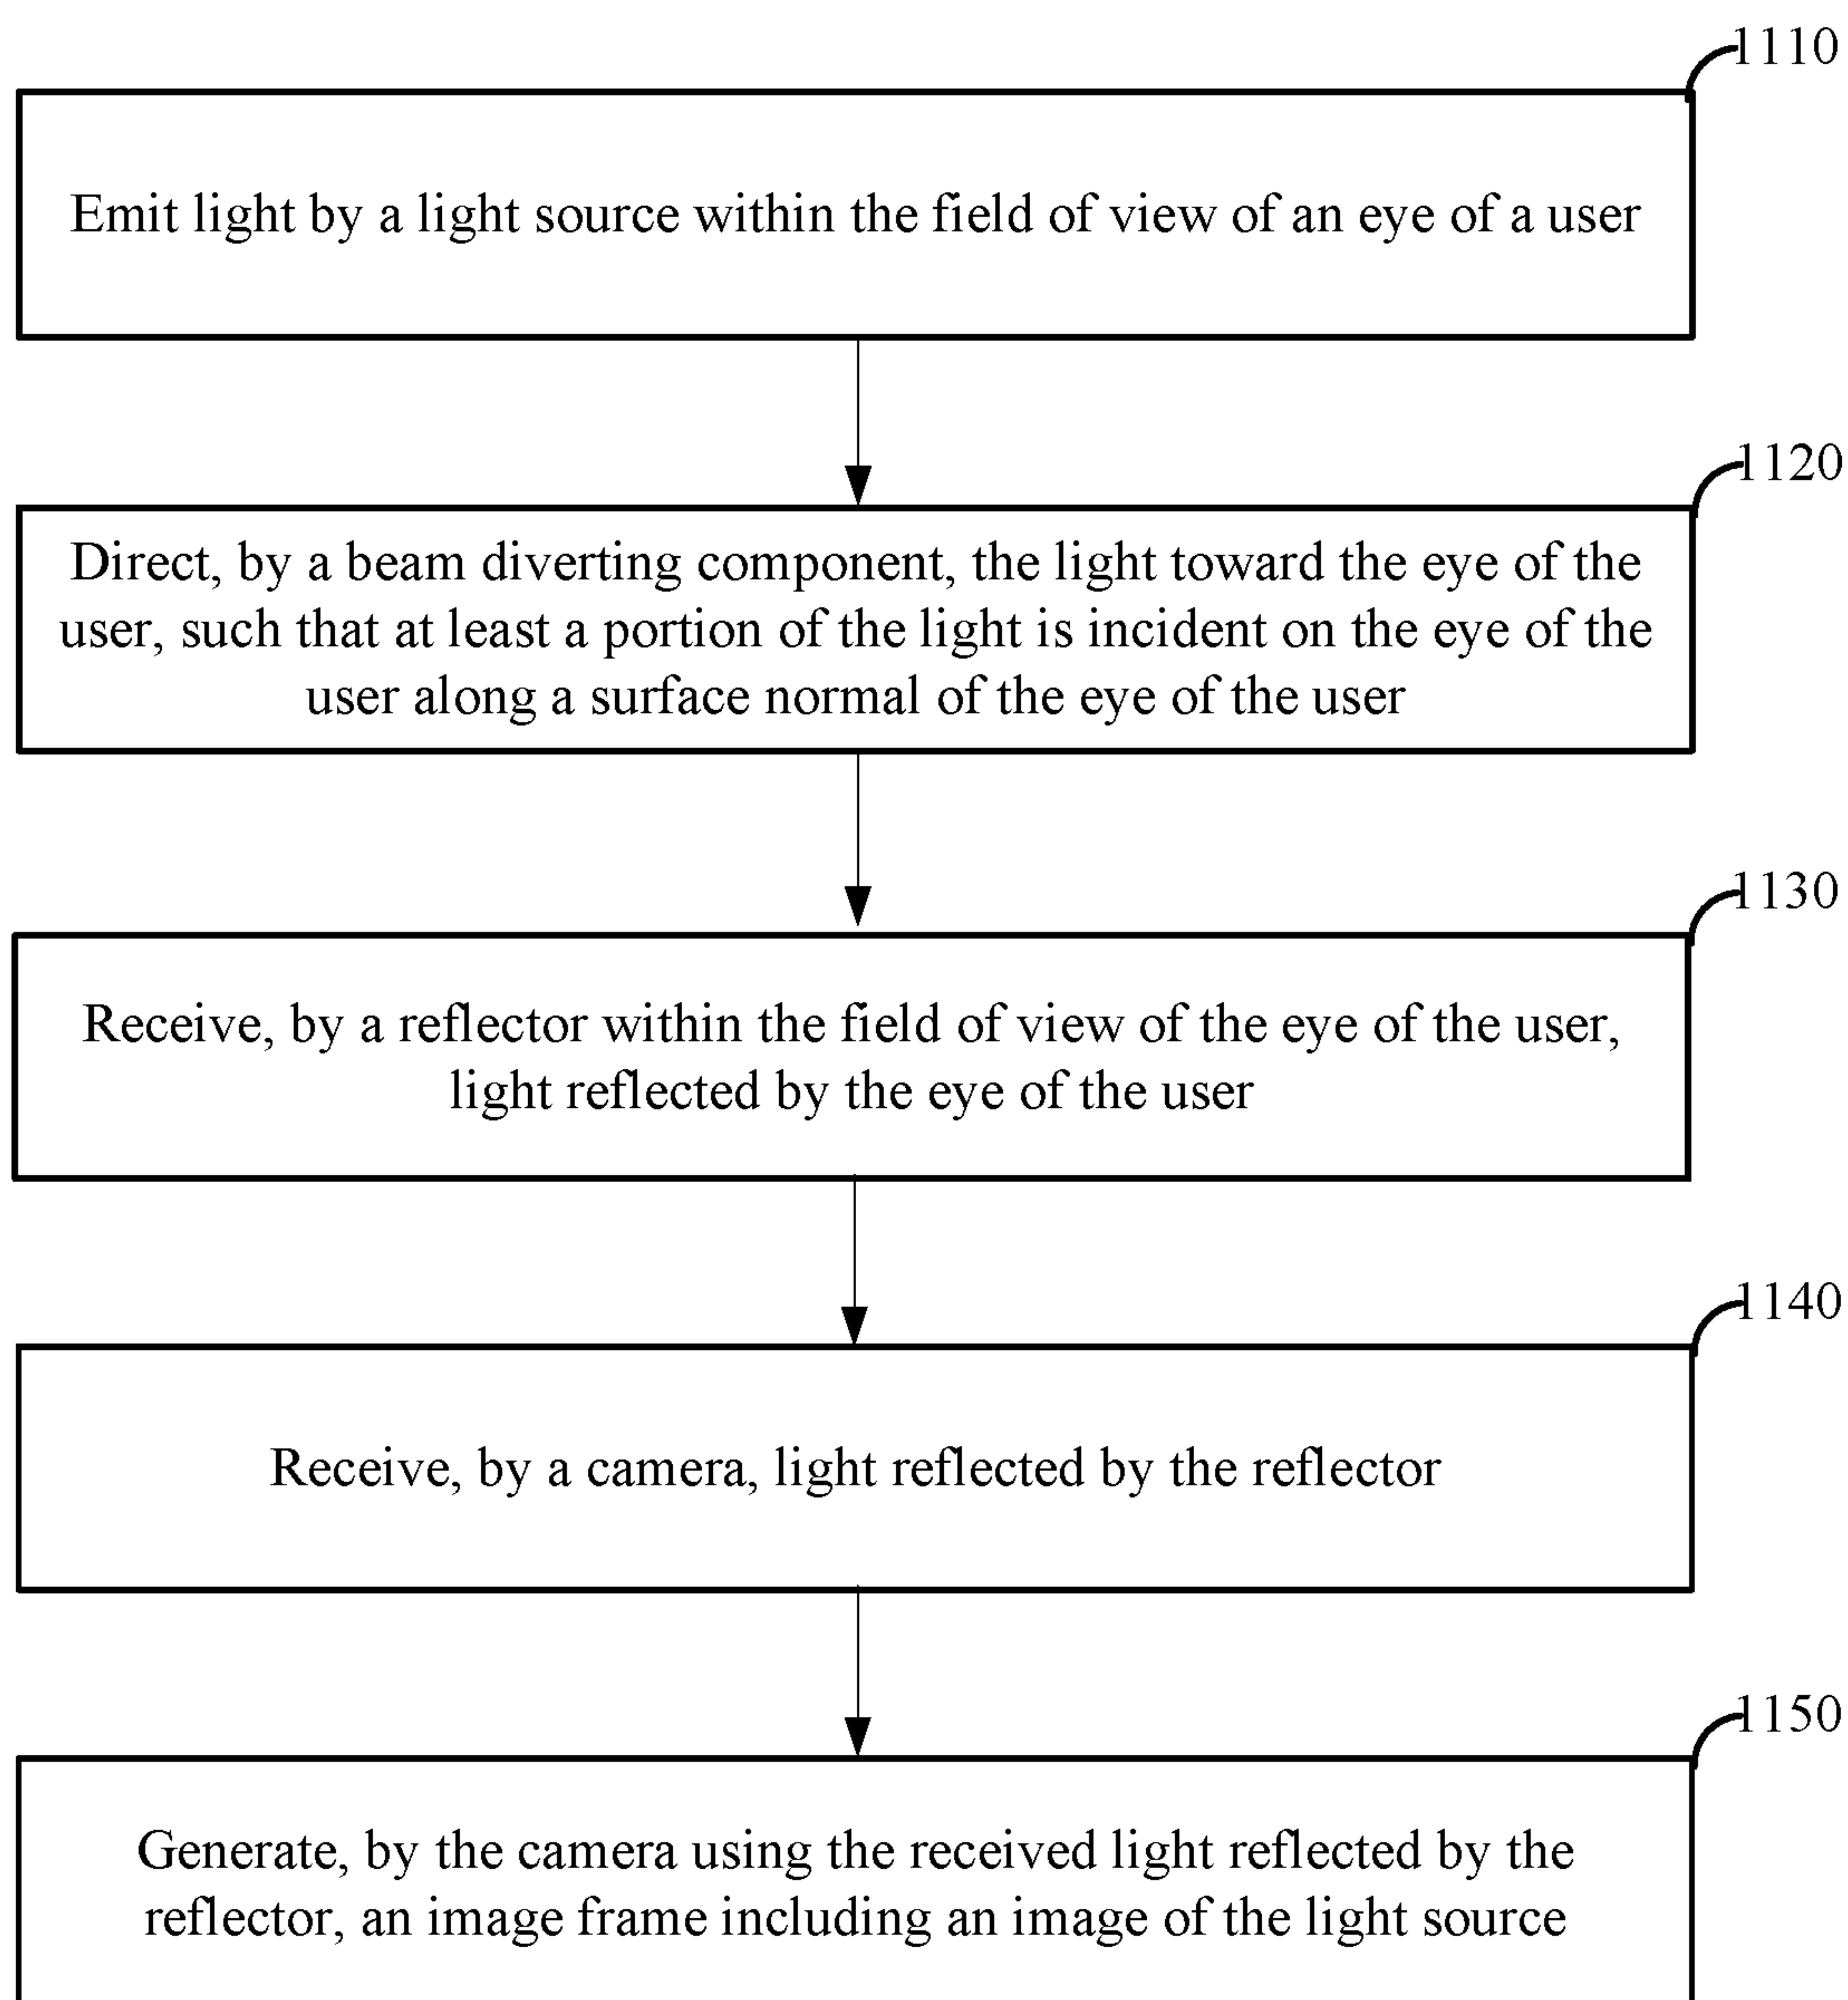 1110
Emit light by a light source within the field of view of an eye of a user
1120
Direct, by a beam diverting component, the light toward the eye of the
user, such that at least a portion of the light is incident on the eye of the
user along a surface normal of the eye of the user
1130
Receive, by a reflector within the field of view of the eye of the user,
light reflected by the eye of the user
1140
Receive, by a camera, light reflected by the reflector
1150
Generate, by the camera using the received light reflected by the
reflector, an image frame including an image of the light source